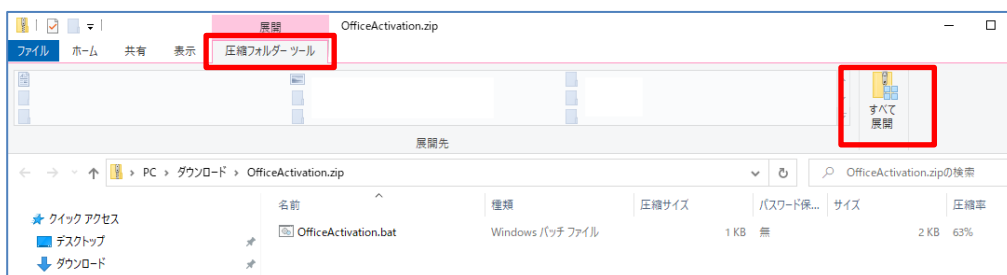 展開
OfficeActivation.zip
ファイル ホーム 共有 表示 圧縮フォルダー ツール
すべて
展開
展開先
PC › ダウンロード › OfficeActivation.zip
OfficeActivation.zipの検索
名前 種類 圧縮サイズ パスワード保... サイズ 圧縮率
クイック アクセス
OfficeActivation.bat Windows バッチ ファイル 1 KB 無 2 KB 63%
デスクトップ
ダウンロード